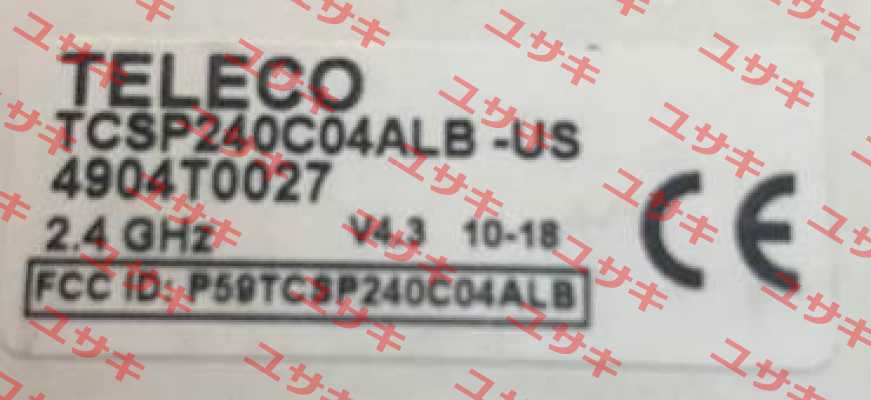 TELECO
TCSP240C04ALB -US
4904T0027
2.4 GHz V4.3 10-18
FCC ID: P59TCSP240C04ALB
CE
ユサキ